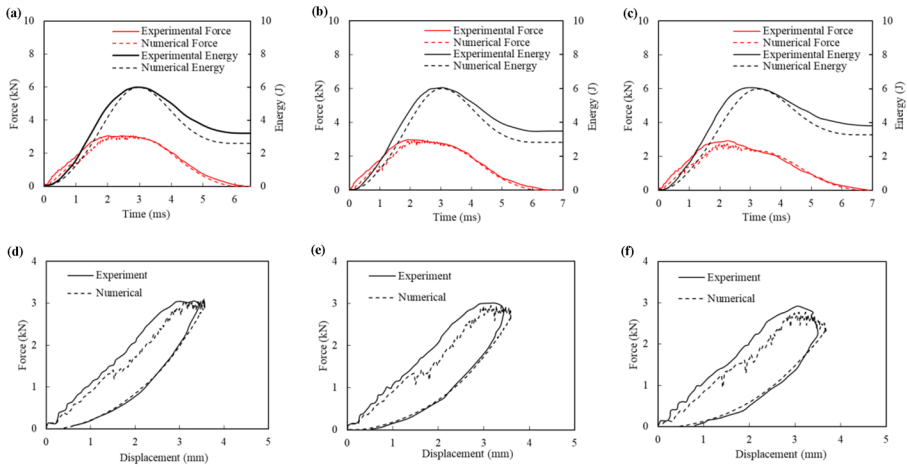 (a)
10
8
6
4
2
0
Force (kN)
Experimental Force
Numerical Force
Experimental Energy
Numerical Energy
10
8
6
4
2
0
Energy (J)
0 1 2 3 4 5 6
Time (ms)
(b)
10
8
6
4
2
0
Force (kN)
Experimental Force
Numerical Force
Experimental Energy
Numerical Energy
10
8
6
4
2
0
Energy (J)
0 1 2 3 4 5 6 7
Time (ms)
(c)
10
8
6
4
2
0
Force (kN)
Experimental Force
Numerical Force
Experimental Energy
Numerical Energy
10
8
6
4
2
0
Energy (J)
0 1 2 3 4 5 6 7
Time (ms)
(d)
4
3
2
1
0
Force (kN)
Experiment
Numerical
0 1 2 3 4 5
Displacement (mm)
(e)
4
3
2
1
0
Force (kN)
Experiment
Numerical
0 1 2 3 4 5
Displacement (mm)
(f)
4
3
2
1
0
Force (kN)
Experiment
Numerical
0 1 2 3 4 5
Displacement (mm)